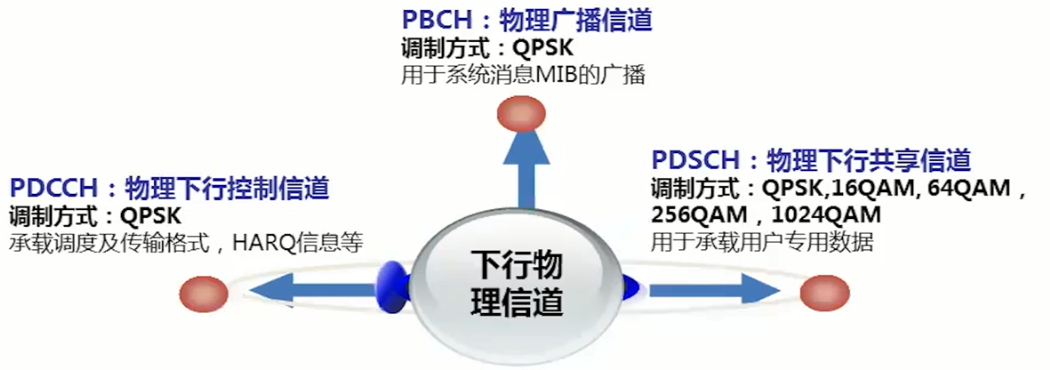 PBCH：物理广播信道
调制方式：QPSK
用于系统消息MIB的广播
PDCCH：物理下行控制信道
调制方式：QPSK
承载调度及传输格式，HARQ信息等
PDSCH：物理下行共享信道
调制方式：QPSK,16QAM, 64QAM，
256QAM，1024QAM
用于承载用户专用数据
下行物
理信道